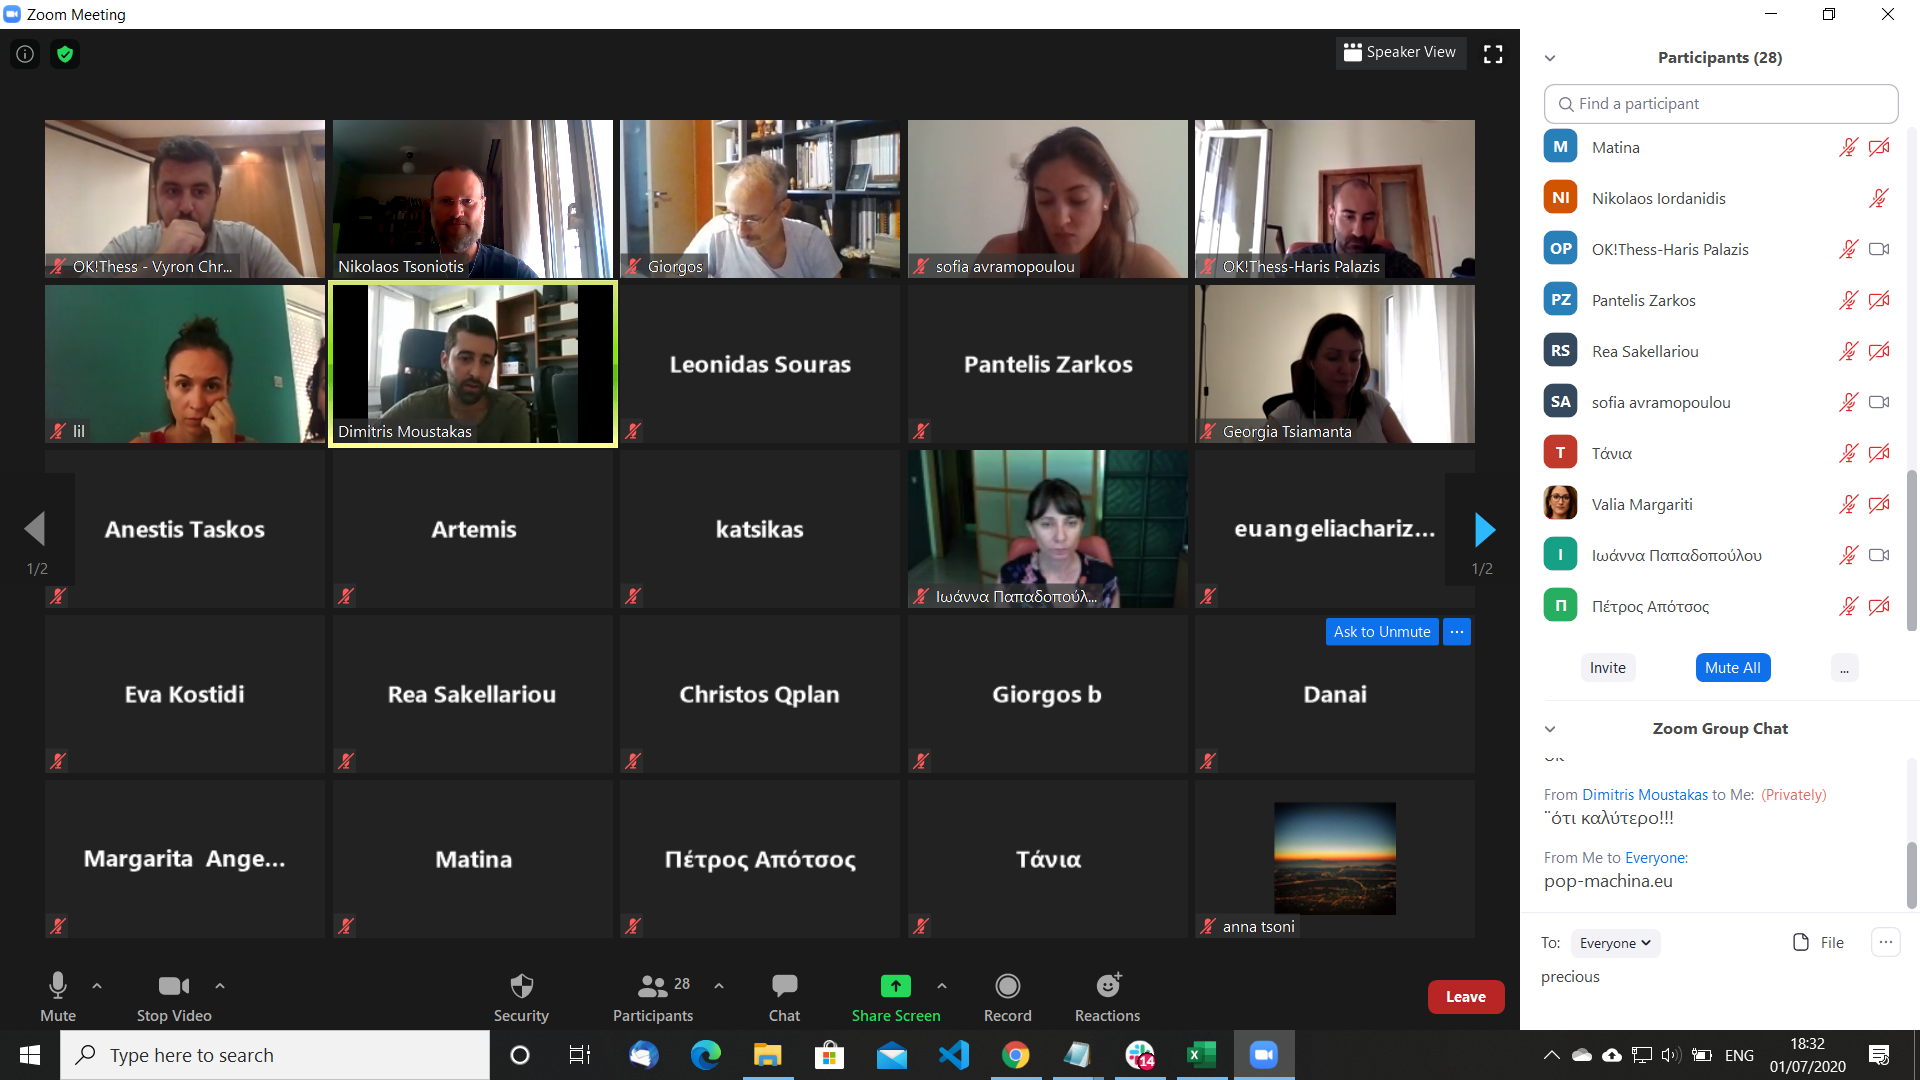 Zoom Meeting
Speaker View
OK!Thess - Vyron Chr...
Nikolaos Tsoniotis
Giorgos
sofia avramopoulou
OK!Thess-Haris Palazis
lil
Dimitris Moustakas
Leonidas Souras
Pantelis Zarkos
Georgia Tsiamanta
1/2
Anestis Taskos
Artemis
katsikas
Ιωάννα Παπαδοπούλ...
euangeliachariz...
1/2
Ask to Unmute
...
Eva Kostidi
Rea Sakellariou
Christos Qplan
Giorgos b
Danai
Margarita Ange...
Matina
Πέτρος Απότσος
Τάνια
anna tsoni
Mute
Stop Video
Security
Participants
28
Chat
Share Screen
Record
Reactions
Leave
Participants (28)
Find a participant
M Matina
NI Nikolaos Iordanidis
OP OK!Thess-Haris Palazis
PZ Pantelis Zarkos
RS Rea Sakellariou
SA sofia avramopoulou
T Τάνια
Valia Margariti
Ι Ιωάννα Παπαδοπούλου
Π Πέτρος Απότσος
Invite
Mute All
...
Zoom Group Chat
From Dimitris Moustakas to Me: (Privately)
¨ότι καλύτερο!!!
From Me to Everyone:
pop-machina.eu
To: Everyone
File
...
precious
Type here to search
14
ENG
18:32
01/07/2020